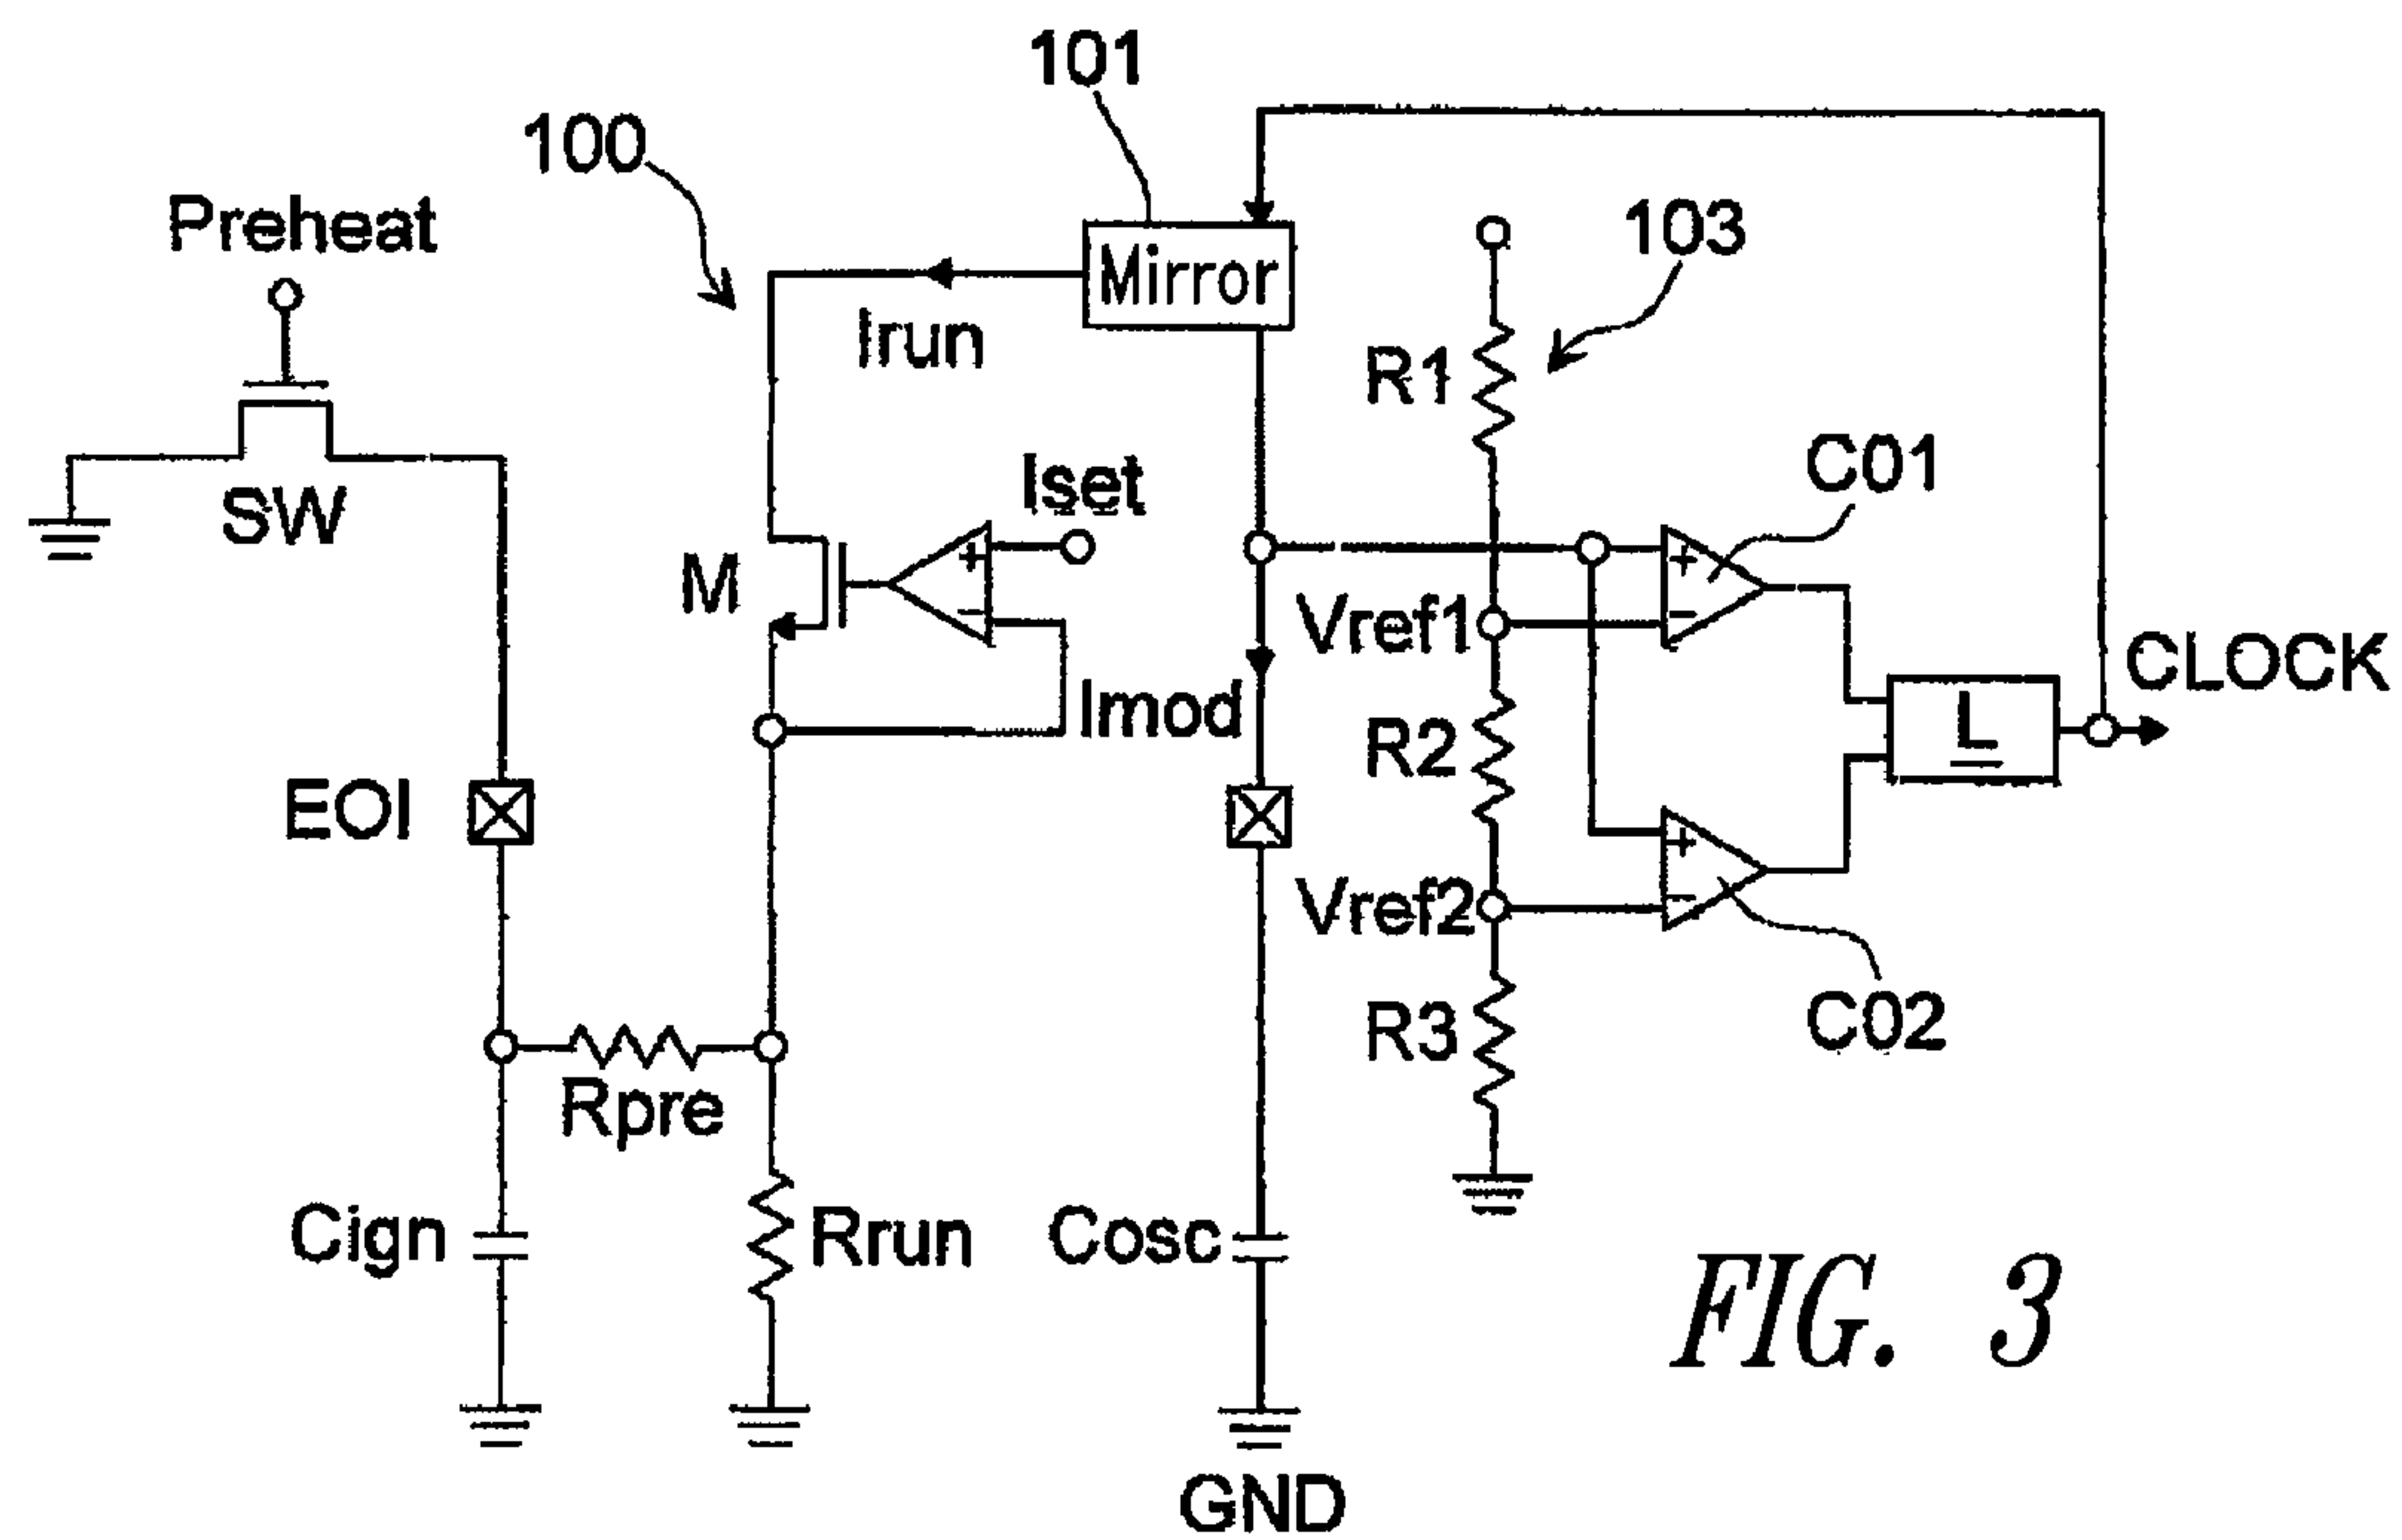 101
100
Preheat
103
Mirror
Irun
R1
C01
Iset
SW
+
M
+
−
Vref1
−
CLOCK
Imod
L
R2
EOI
+
Vref2
−
C02
R3
Rpre
Cign
Rrun
Cosc
FIG. 3
GND